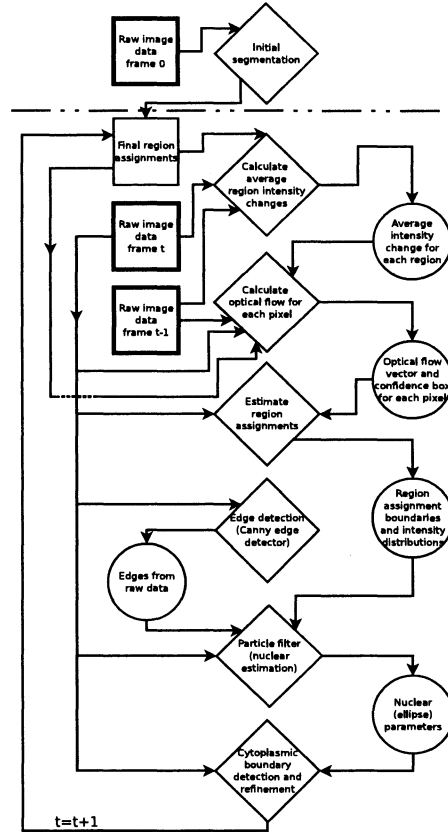 Raw image
data
frame 0
Initial
segmentation
Final region
assignments
Calculate
average
region intensity
changes
Raw image
data
frame t
Average
intensity
change for
each region
Raw image
data
frame t-1
Calculate
optical flow for
each pixel
Optical flow
vector and
confidence box
for each pixel
Estimate
region
assignments
Region
assignment
boundaries
and intensity
distributions
Edge detection
(Canny edge
detector)
Edges from
raw data
Particle filter
(nuclear
estimation)
Nuclear
(ellipse)
parameters
Cytoplasmic
boundary
detection and
refinement
t=t+1